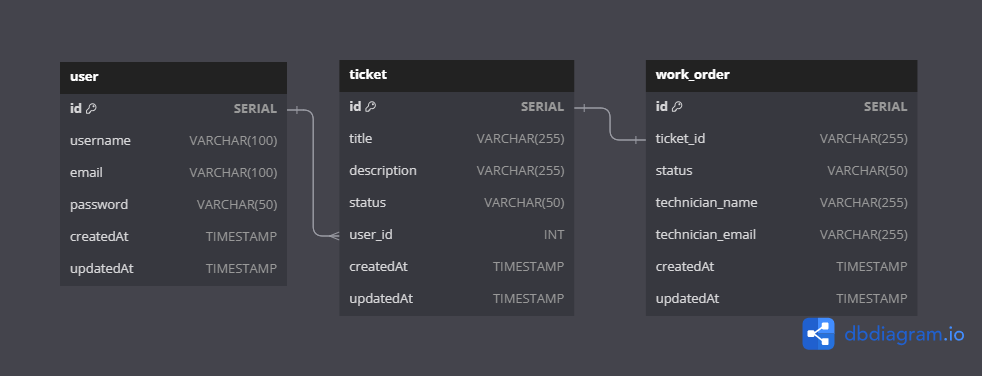 user
id SERIAL
username VARCHAR(100)
email VARCHAR(100)
password VARCHAR(50)
createdAt TIMESTAMP
updatedAt TIMESTAMP
ticket
id SERIAL
title VARCHAR(255)
description VARCHAR(255)
status VARCHAR(50)
user_id INT
createdAt TIMESTAMP
updatedAt TIMESTAMP
work_order
id SERIAL
ticket_id VARCHAR(255)
status VARCHAR(50)
technician_name VARCHAR(255)
technician_email VARCHAR(255)
createdAt TIMESTAMP
updatedAt TIMESTAMP
dbdiagram.io